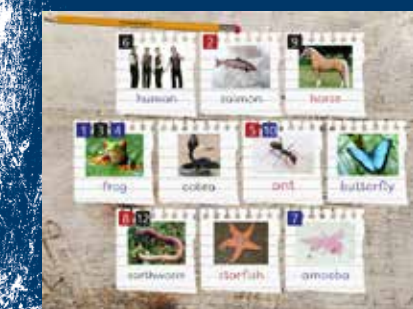 6 2 9
human salmon horse
1 3 4 5 10
frog cobra ant butterfly
8 12 7
earthworm starfish amoeba